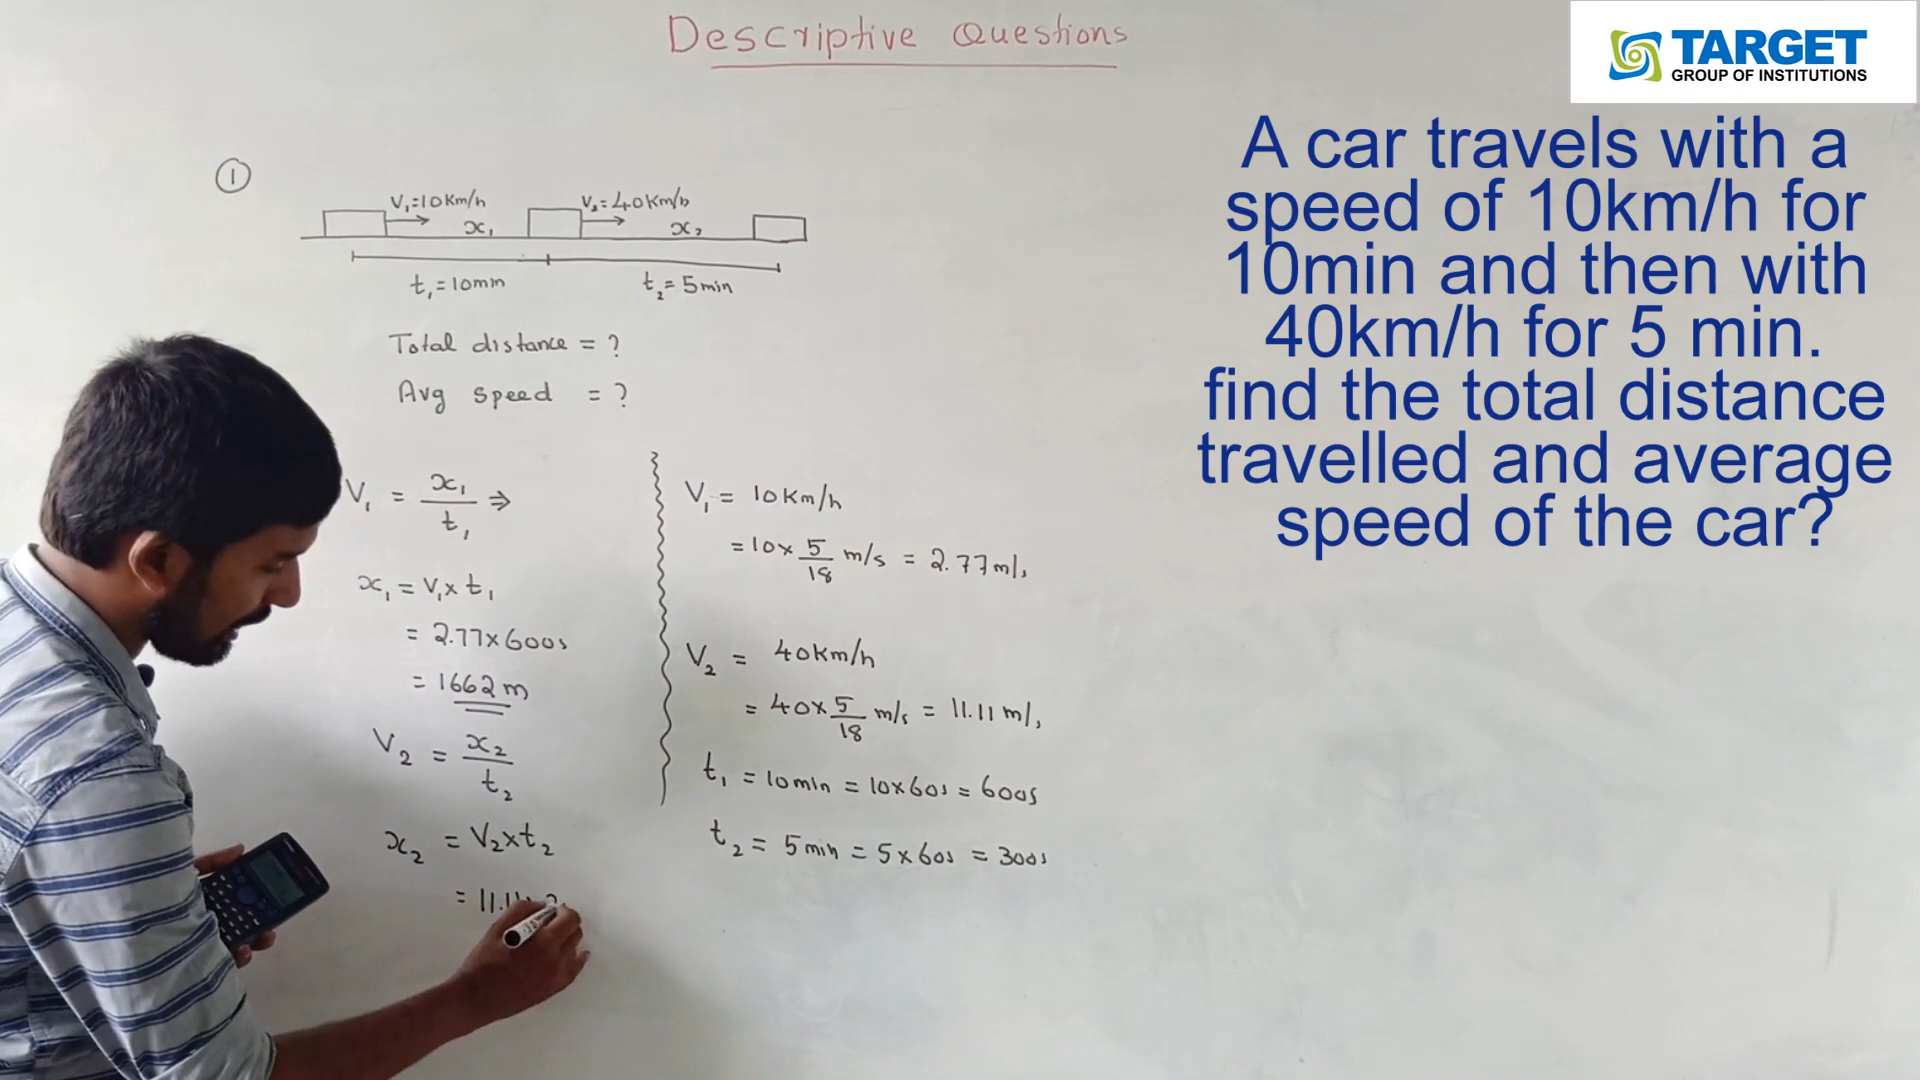 Descriptive Questions
TARGET
GROUP OF INSTITUTIONS
A car travels with a
speed of 10km/h for
10min and then with
40km/h for 5 min.
find the total distance
travelled and average
speed of the car?
1
V₁=10Km/h
V₂=40Km/h
x₁
x₂
t₁=10min
t₂=5min
Total distance = ?
Avg speed = ?
V₁ = x₁/t₁ ⇒
x₁ = V₁×t₁
= 2.77×600s
= 1662m
V₂ = x₂/t₂
x₂ = V₂×t₂
= 11.11
V₁ = 10Km/h
= 10× 5/18 m/s = 2.77m/s
V₂ = 40Km/h
= 40× 5/18 m/s = 11.11 m/s
t₁ = 10min = 10×60s = 600s
t₂ = 5min = 5×60s = 300s